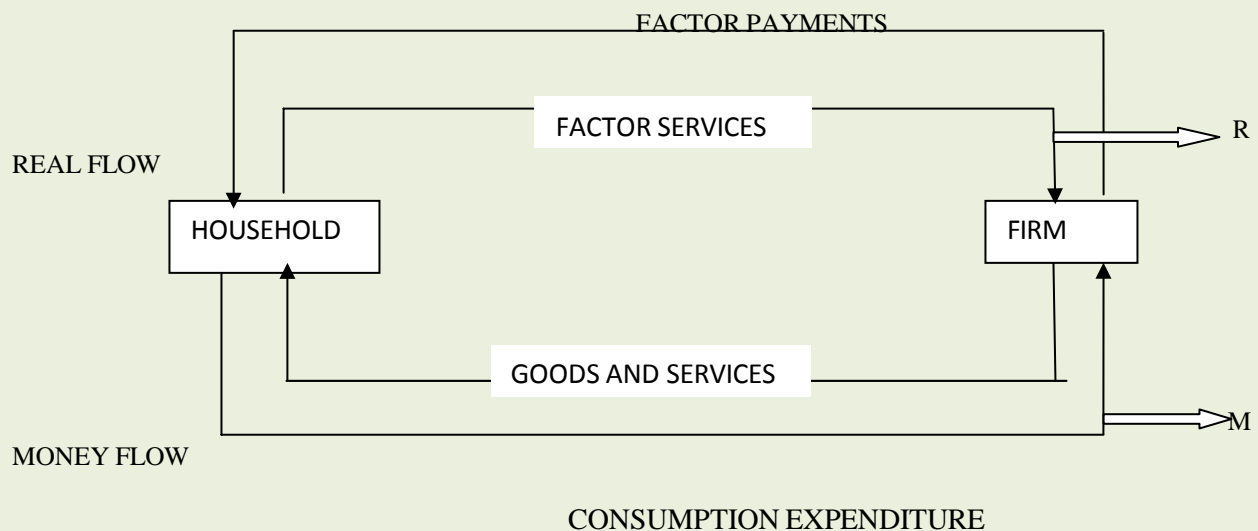 FACTOR PAYMENTS
FACTOR SERVICES
R
REAL FLOW
HOUSEHOLD
FIRM
GOODS AND SERVICES
M
MONEY FLOW
CONSUMPTION EXPENDITURE